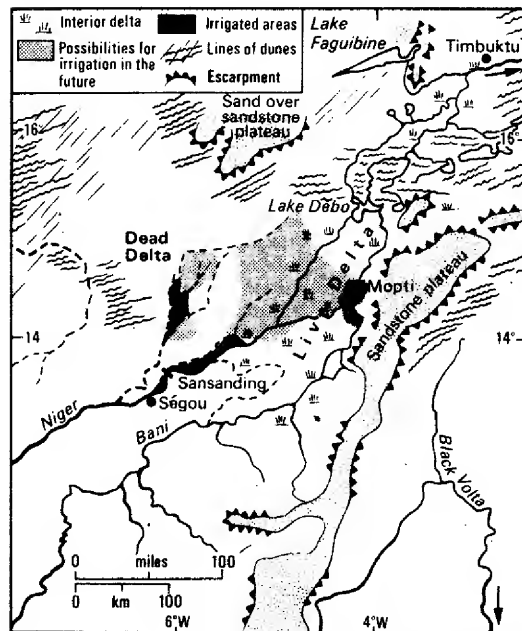 Interior delta
Irrigated areas
Possibilities for
irrigation in the
future
Lines of dunes
Escarpment
Lake
Faguibine
Timbuktu
Sand over
sandstone
plateau
16
16°
Lake Débo
Dead
Delta
Live Delta
Mopti
Sandstone plateau
14
14°
Sansanding
Ségou
Niger
Bani
Black Volta
0 miles 100
0 km 100
6°W
4°W